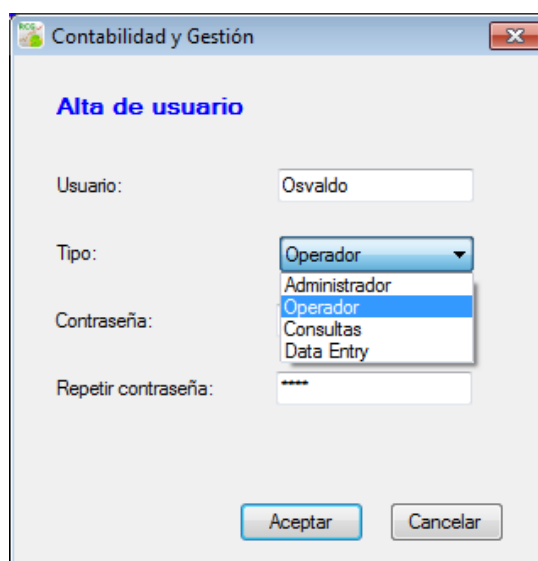 Contabilidad y Gestión
Alta de usuario
Usuario: Osvaldo
Tipo: Operador
Administrador
Operador
Consultas
Data Entry
Contraseña:
Repetir contraseña: ****
Aceptar Cancelar